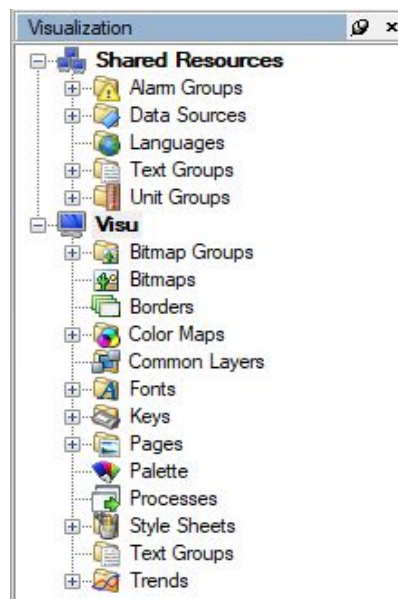 Visualization
Shared Resources
Alarm Groups
Data Sources
Languages
Text Groups
Unit Groups
Visu
Bitmap Groups
Bitmaps
Borders
Color Maps
Common Layers
Fonts
Keys
Pages
Palette
Processes
Style Sheets
Text Groups
Trends